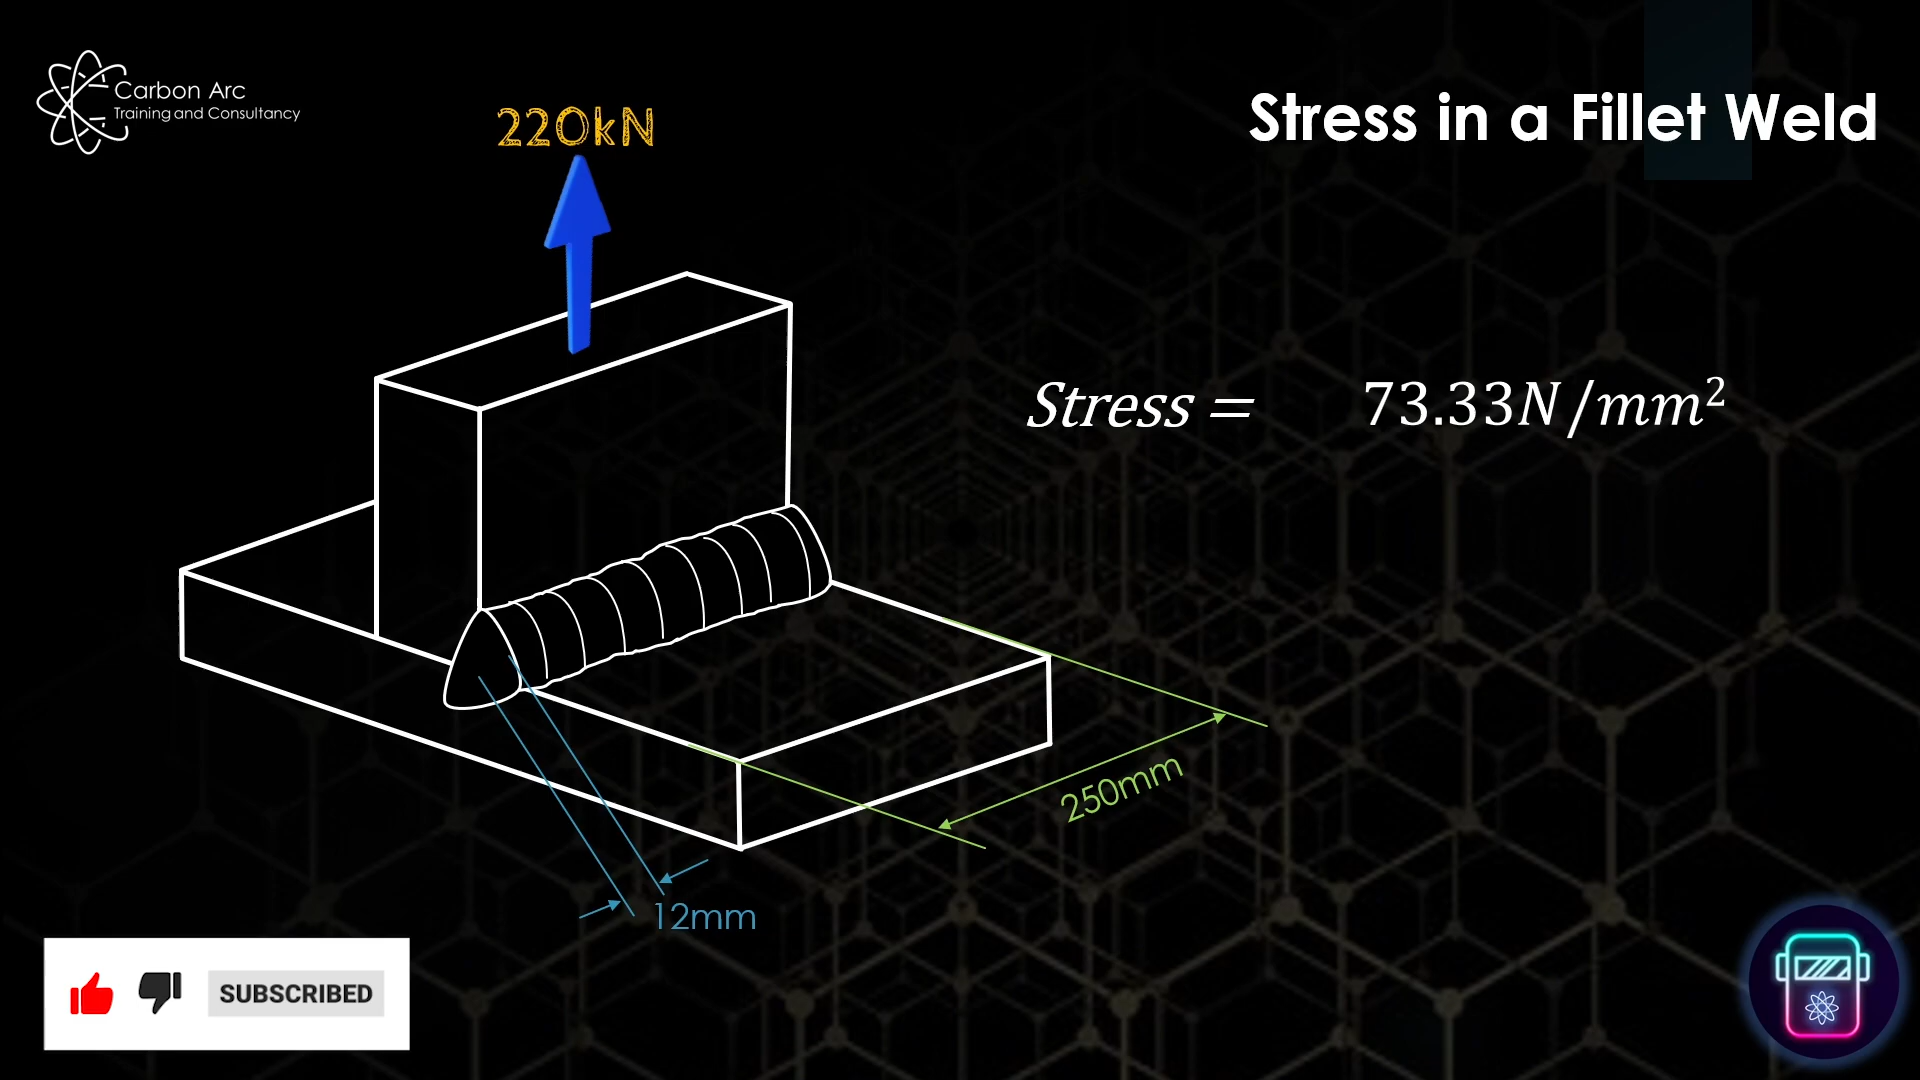 Carbon Arc
Training and Consultancy
220kN
Stress in a Fillet Weld
Stress = 73.33N/mm²
250mm
12mm
SUBSCRIBED